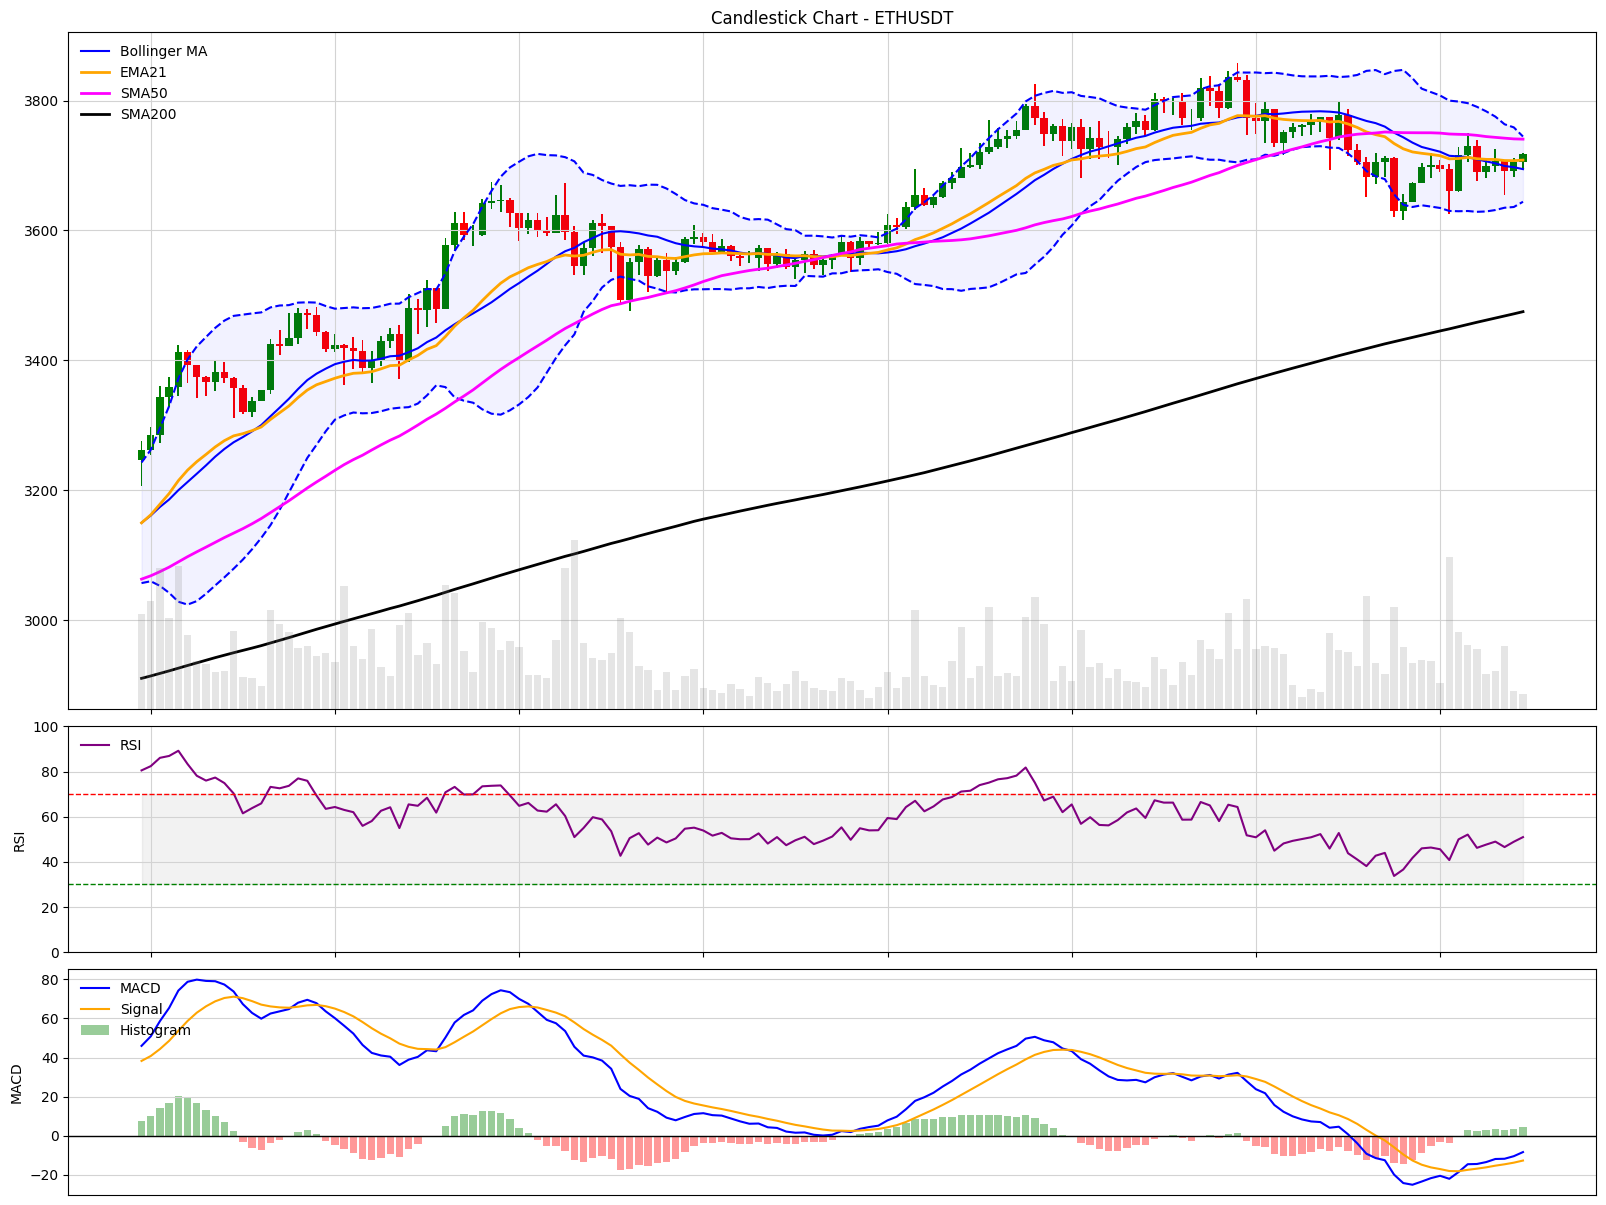 Candlestick Chart - ETHUSDT
Bollinger MA
EMA21
SMA50
SMA200
3800
3600
3400
3200
3000
RSI
100
80
60
40
20
0
RSI
MACD
Signal
Histogram
80
60
40
20
0
−20
MACD